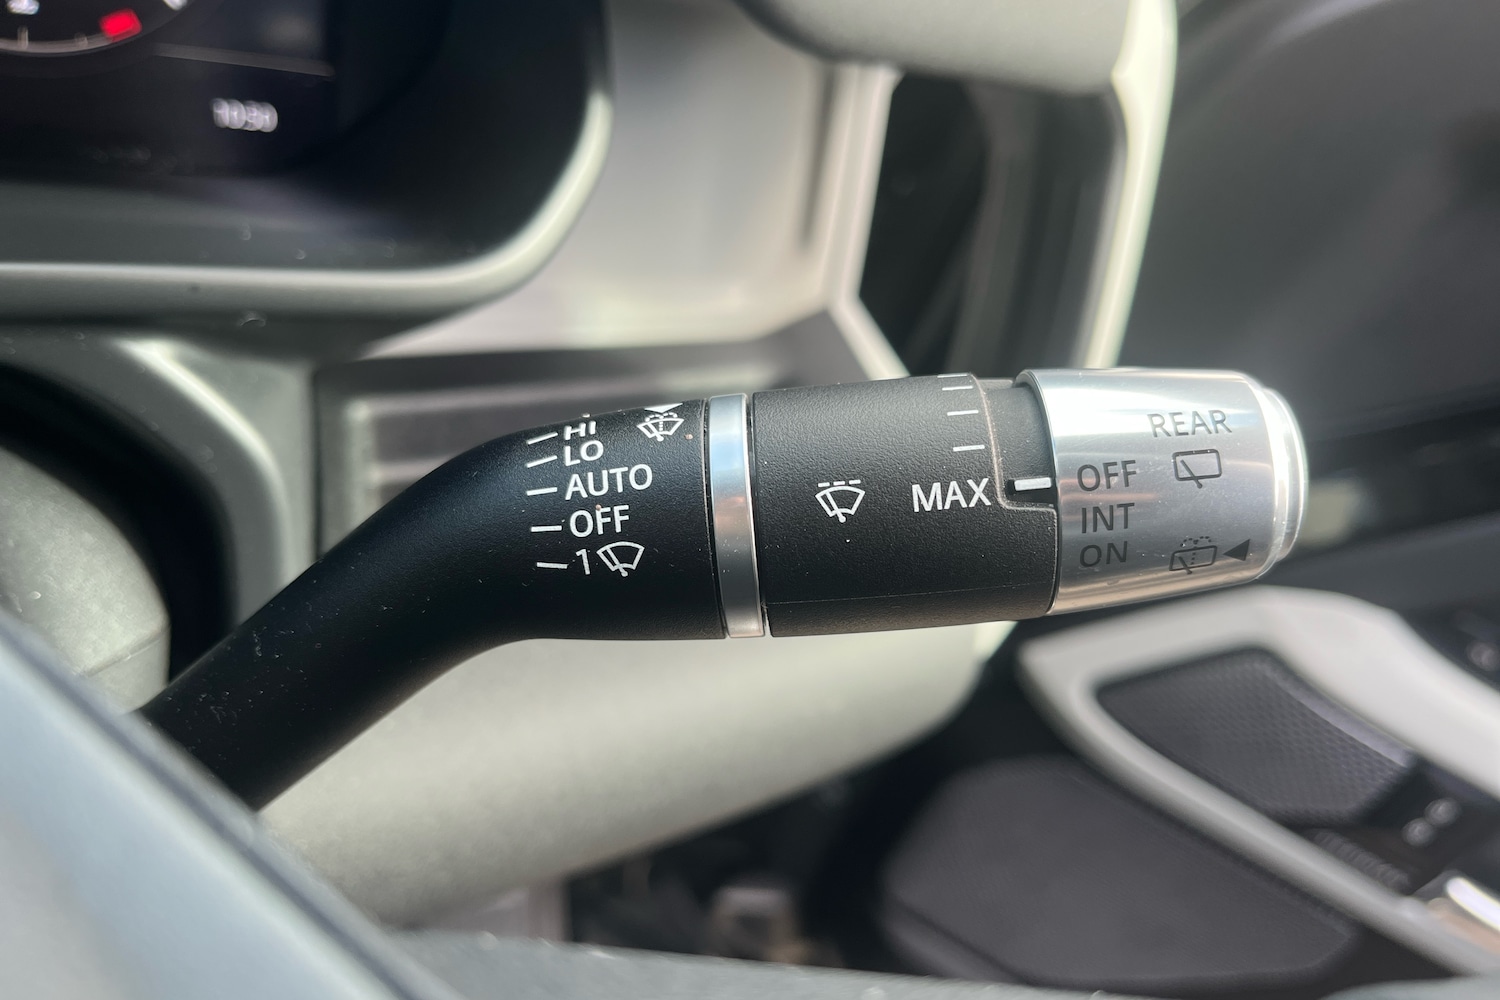 HI
LO
AUTO
OFF
1
MAX
REAR
OFF
INT
ON